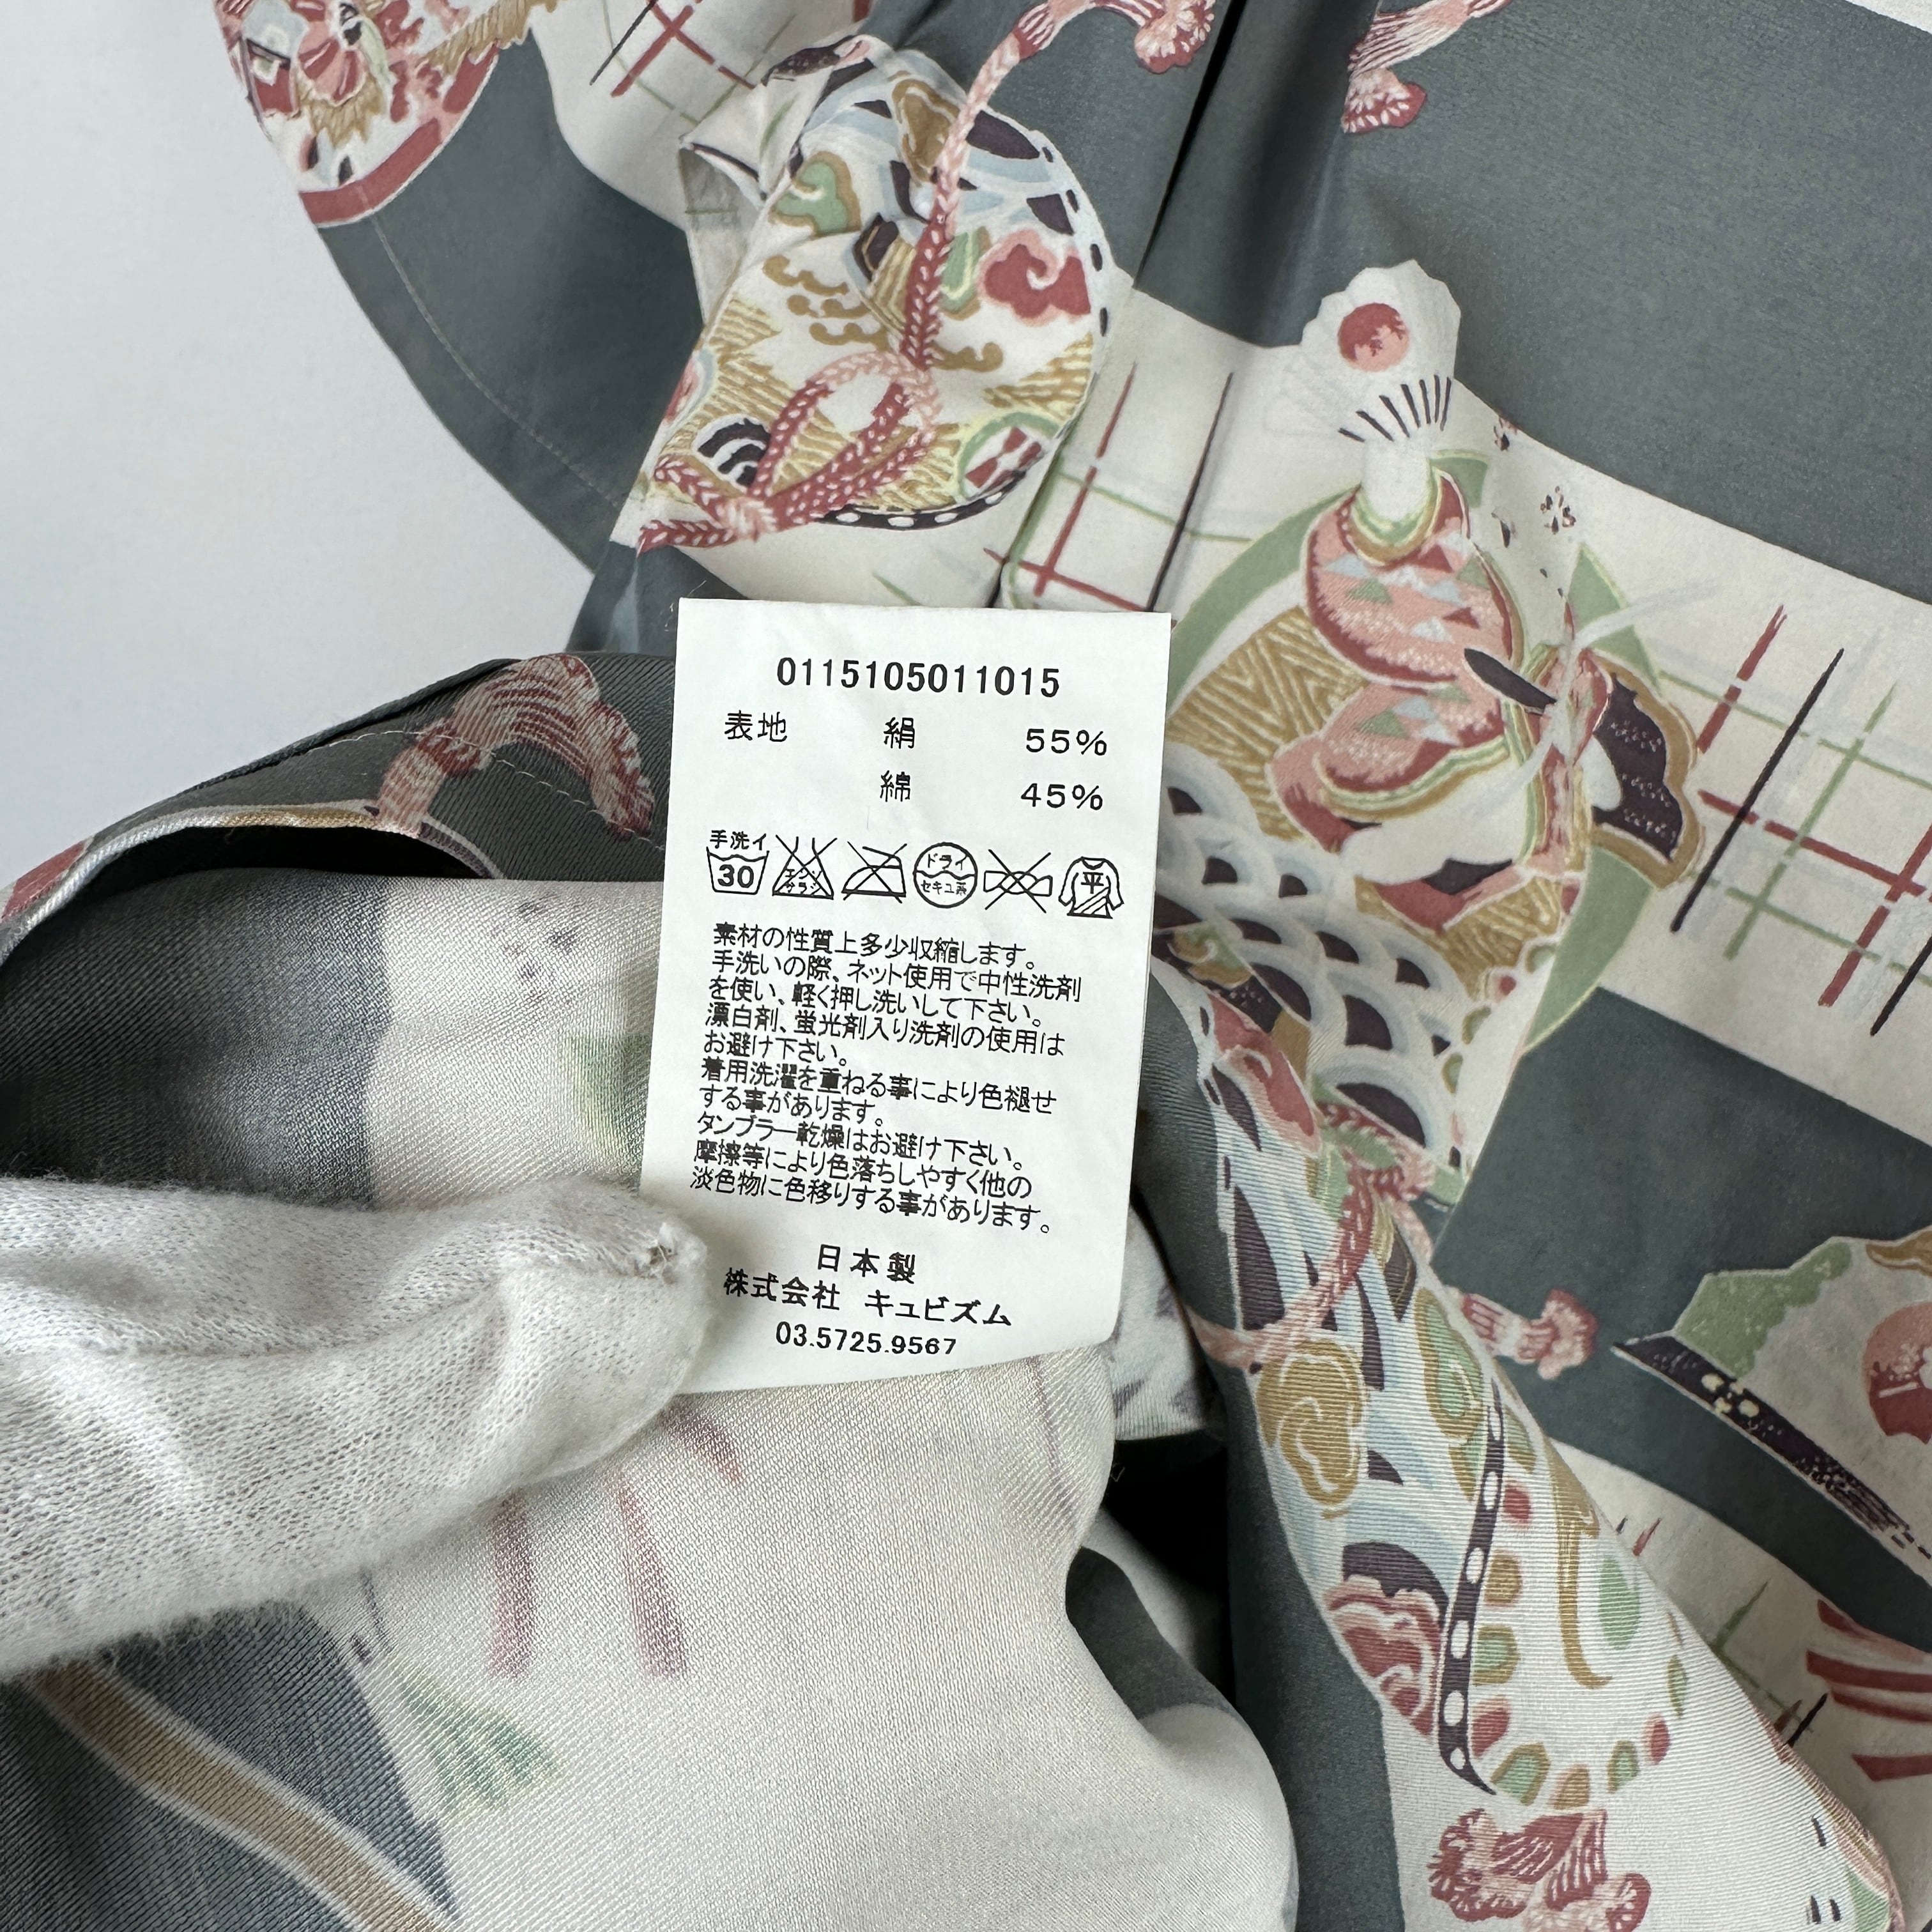 0115105011015
表地 絹 55%
綿 45%
手洗イ
30
エンソ
サラシ
ドライ
セキユ系
平
素材の性質上多少収縮します。
手洗いの際、ネット使用で中性洗剤
を使い、軽く押し洗いして下さい。
漂白剤、蛍光剤入り洗剤の使用は
お避け下さい。
着用洗濯を重ねる事により色褪せ
する事があります。
タンブラー乾燥はお避け下さい。
摩擦等により色落ちしやすく他の
淡色物に色移りする事があります。
日本製
株式会社 キュビズム
03.5725.9567